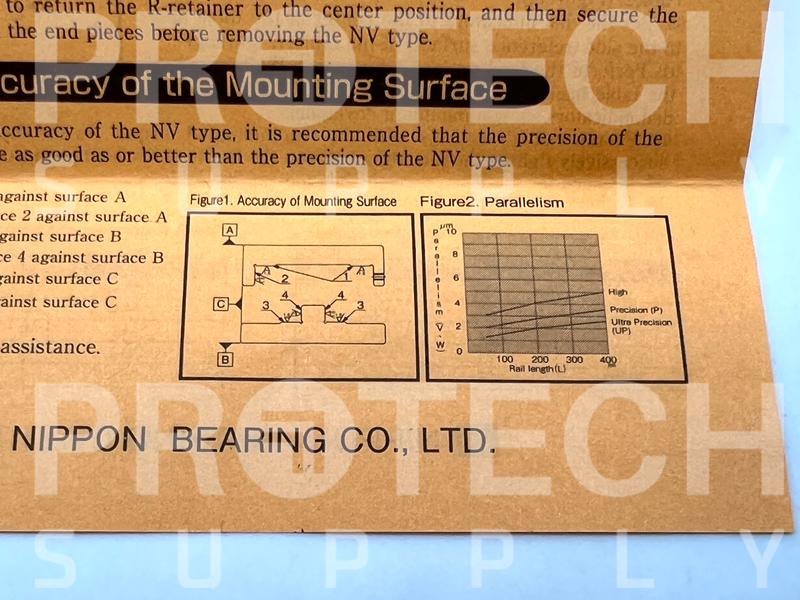 to return the R-retainer to the center position, and then secure the
the end pieces before removing the NV type.
ccuracy of the Mounting Surface
ccuracy of the NV type, it is recommended that the precision of the
e as good as or better than the precision of the NV type.
against surface A
ce 2 against surface A
gainst surface B
ce 4 against surface B
gainst surface C
ainst surface C
assistance.
Figure1. Accuracy of Mounting Surface
A
A A
2 1
C
4 4
3 3
B
Figure2. Parallelism
μm
Parallelism (V.W)
10
8
6
4
2
0
High
Precision (P)
Ultra Precision
(UP)
100 200 300 400
Rail length(L)
NIPPON BEARING CO., LTD.
PROTECH
SUPPLY
PROTECH
SUPPLY